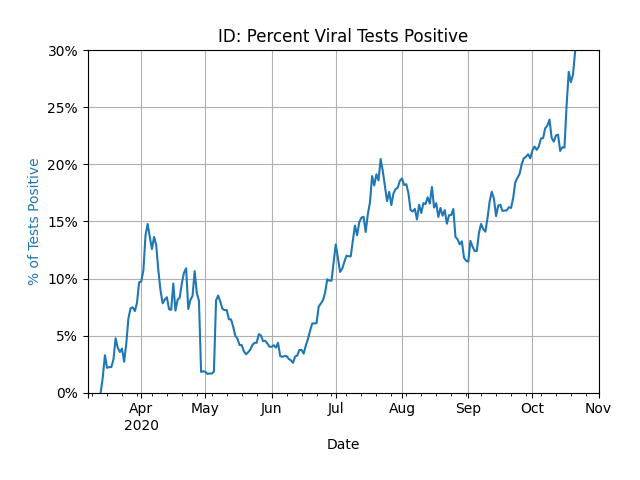 ID: Percent Viral Tests Positive
30%
25%
20%
15%
10%
5%
0%
% of Tests Positive
Apr May Jun Jul Aug Sep Oct Nov
2020
Date